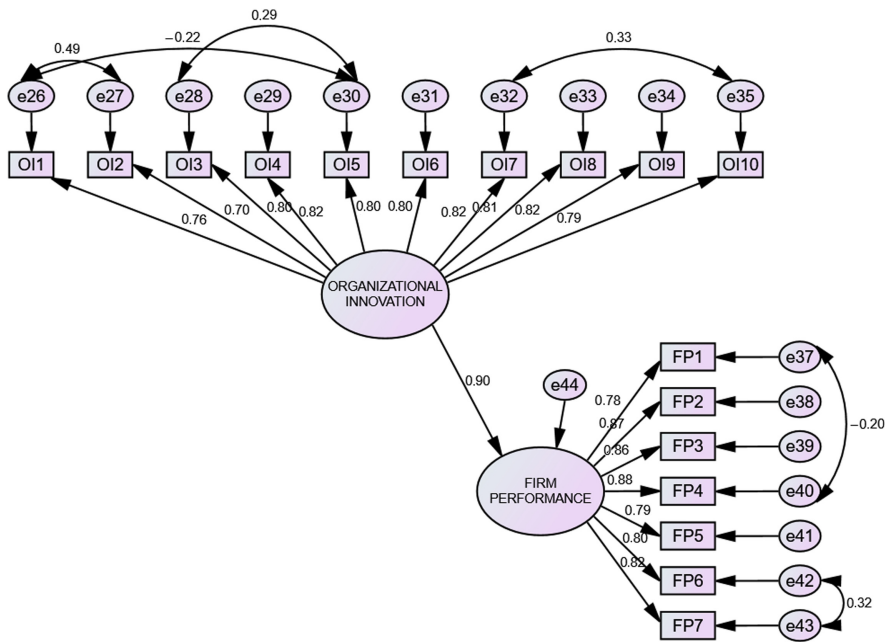 0.29
−0.22
0.49
0.33
e26 e27 e28 e29 e30 e31 e32 e33 e34 e35
OI1 OI2 OI3 OI4 OI5 OI6 OI7 OI8 OI9 OI10
0.76 0.70 0.80 0.82 0.80 0.80 0.82 0.81 0.82 0.79
ORGANIZATIONAL
INNOVATION
0.90
e44
FIRM
PERFORMANCE
0.78
0.87
0.86
0.88
0.79
0.80
0.82
FP1 e37
FP2 e38
FP3 e39
FP4 e40
FP5 e41
FP6 e42
FP7 e43
−0.20
0.32